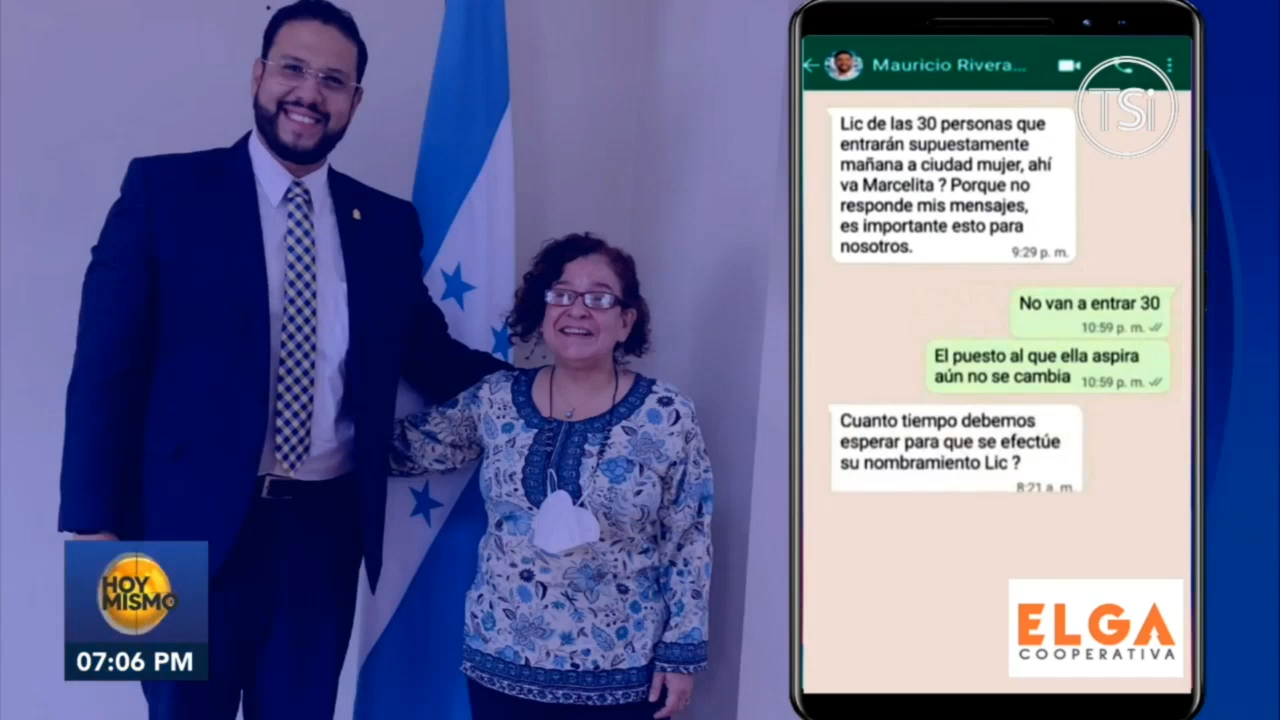 Mauricio Rivera...
TSi
Lic de las 30 personas que
entrarán supuestamente
mañana a ciudad mujer, ahí
va Marcelita ? Porque no
responde mis mensajes,
es importante esto para
nosotros.
9:29 p. m.
No van a entrar 30
10:59 p. m.
El puesto al que ella aspira
aún no se cambia
10:59 p. m.
Cuanto tiempo debemos
esperar para que se efectúe
su nombramiento Lic ?
8:21 a. m.
HOY
MISMO
07:06 PM
ELGA
COOPERATIVA